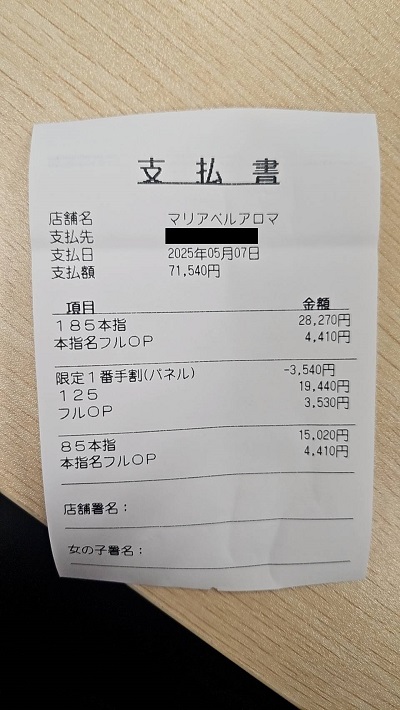 支払書
店舗名 マリアベルアロマ
支払先
支払日 2025年05月07日
支払額 71,540円
項目 金額
185本指 28,270円
本指名フルOP 4,410円
限定1番手割(パネル) -3,540円
125 19,440円
フルOP 3,530円
85本指 15,020円
本指名フルOP 4,410円
店舗署名:
女の子署名: